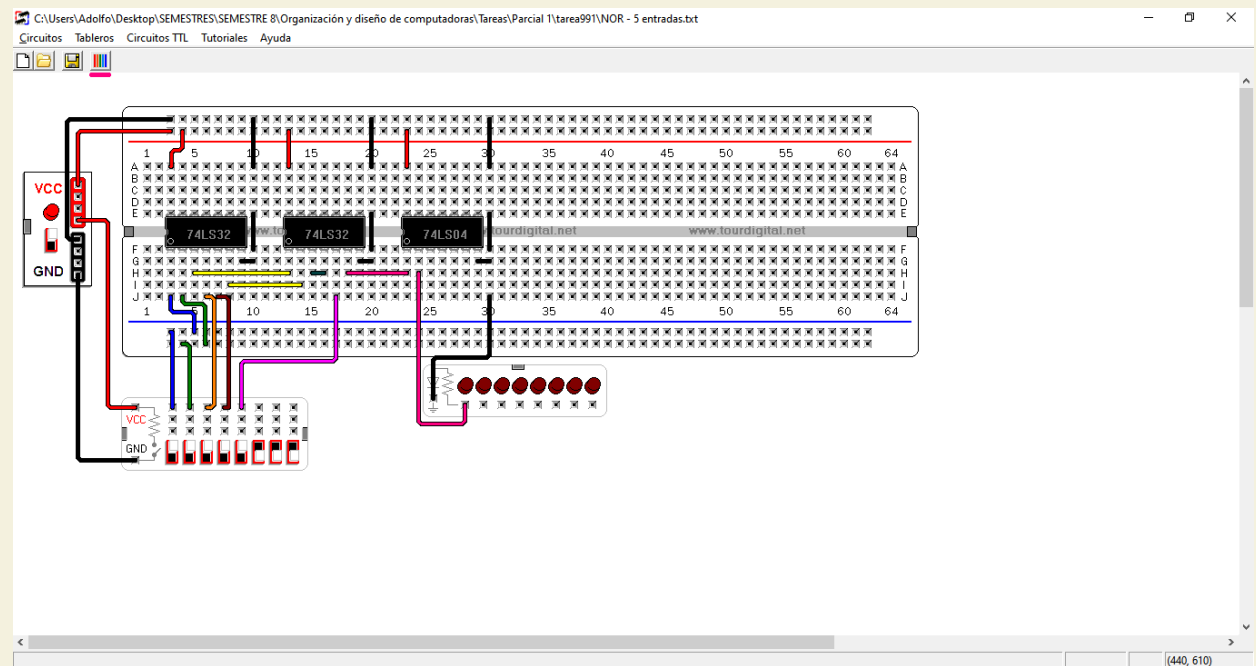 C:\Users\Adolfo\Desktop\SEMESTRES\SEMESTRE 8\Organización y diseño de computadoras\Tareas\Parcial 1\tarea991\NOR - 5 entradas.txt
Circuitos Tableros Circuitos TTL Tutoriales Ayuda
1 5 10 15 20 25 30 35 40 45 50 55 60 64
A A
B B
C C
D D
E E
VCC
GND
74LS32 74LS32 74LS04
www.tourdigital.net
F F
G G
H H
I I
J J
1 5 10 15 20 25 30 35 40 45 50 55 60 64
VCC
GND
(440, 610)